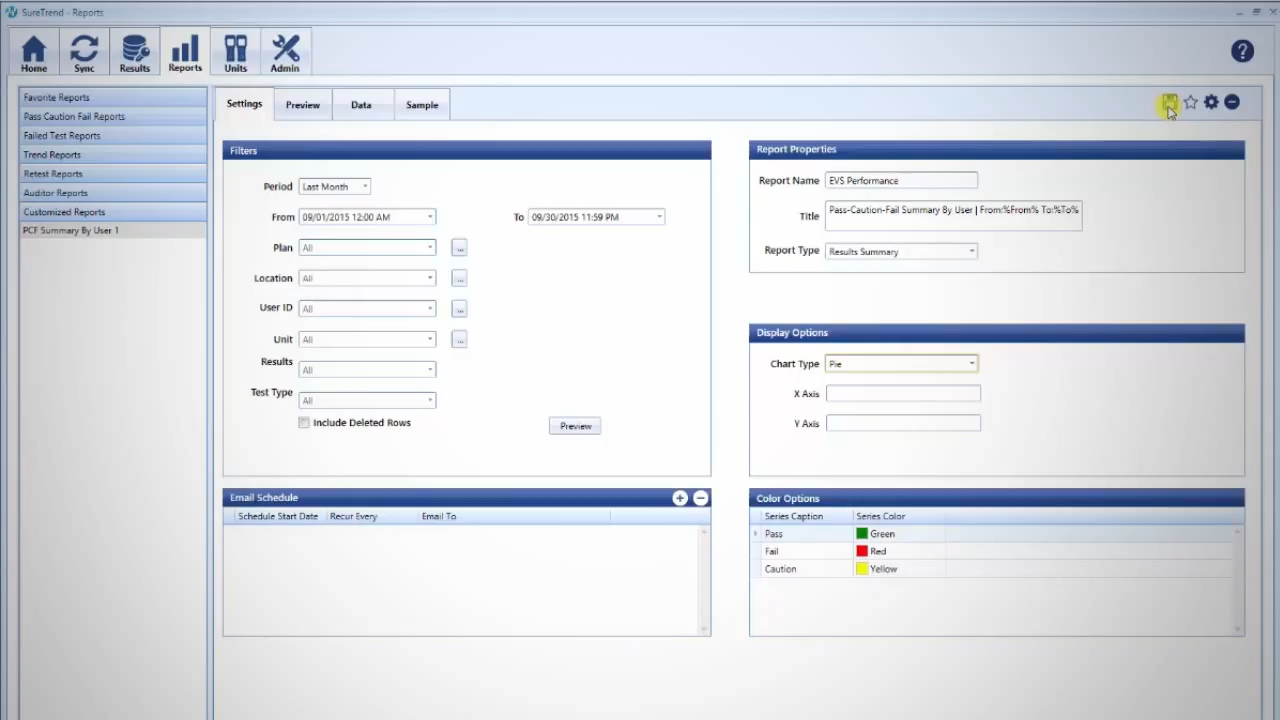 SureTrend - Reports
Home
Sync
Results
Reports
Units
Admin
?
Favorite Reports
Pass Caution Fail Reports
Failed Test Reports
Trend Reports
Retest Reports
Auditor Reports
Customized Reports
PCF Summary By User 1
Settings
Preview
Data
Sample
Filters
Period Last Month
From 09/01/2015 12:00 AM To 09/30/2015 11:59 PM
Plan All ...
Location All ...
User ID All ...
Unit All ...
Results All
Test Type All
Include Deleted Rows
Preview
Report Properties
Report Name EVS Performance
Title Pass-Caution-Fail Summary By User | From:%From% To:%To%
Report Type Results Summary
Display Options
Chart Type Pie
X Axis
Y Axis
Email Schedule
Schedule Start Date Recur Every Email To
Color Options
Series Caption Series Color
Pass Green
Fail Red
Caution Yellow